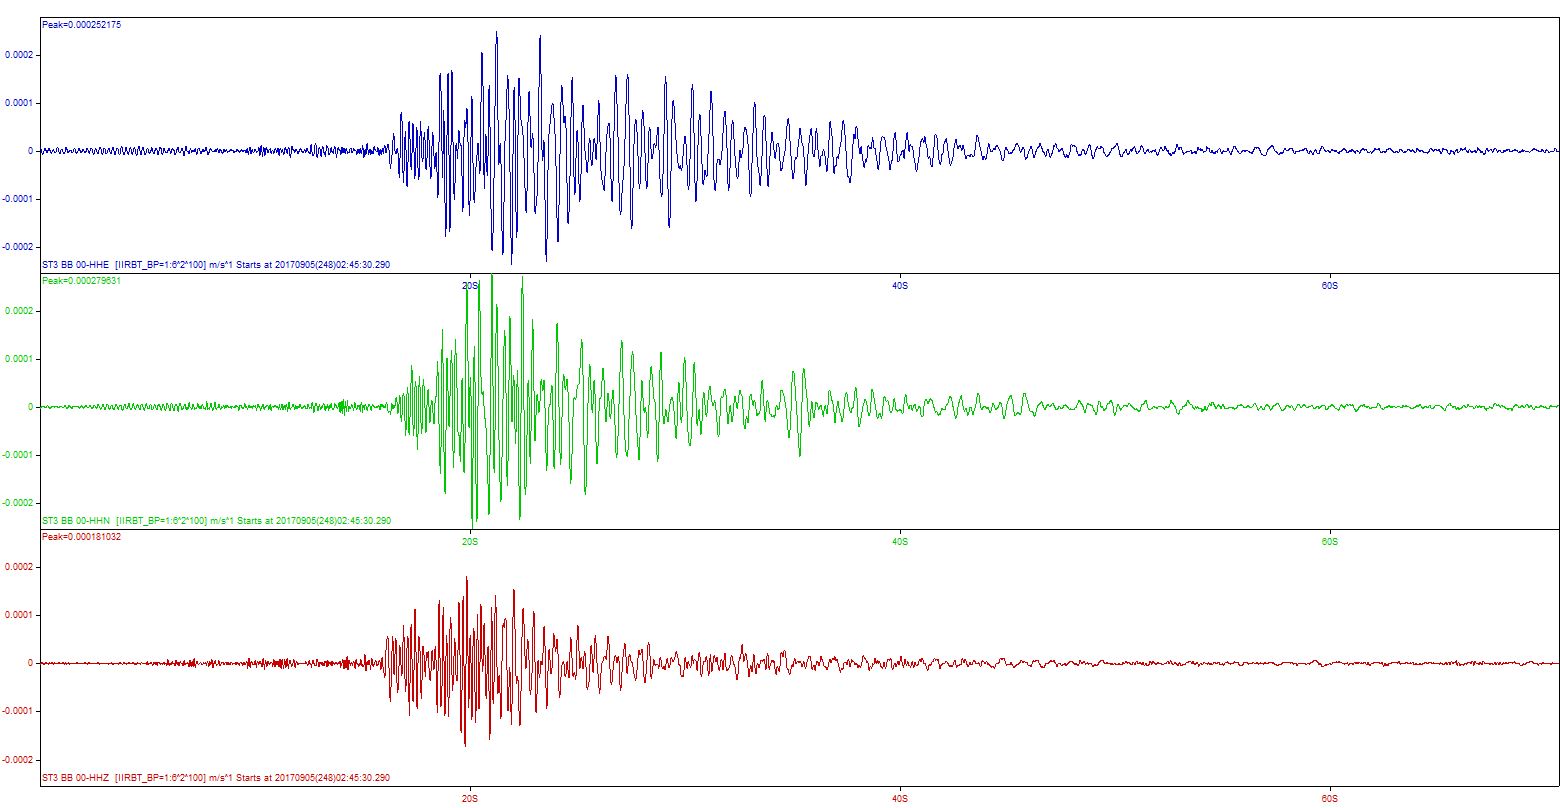 Peak=0.000252175
0.0002
0.0001
0
-0.0001
-0.0002
ST3 BB 00-HHE [IIRBT_BP=1:6^2^100] m/s^1 Starts at 20170905(248)02:45:30.290
20S 40S 60S
Peak=0.000279631
0.0002
0.0001
0
-0.0001
-0.0002
ST3 BB 00-HHN [IIRBT_BP=1:6^2^100] m/s^1 Starts at 20170905(248)02:45:30.290
20S 40S 60S
Peak=0.000181032
0.0002
0.0001
0
-0.0001
-0.0002
ST3 BB 00-HHZ [IIRBT_BP=1:6^2^100] m/s^1 Starts at 20170905(248)02:45:30.290
20S 40S 60S